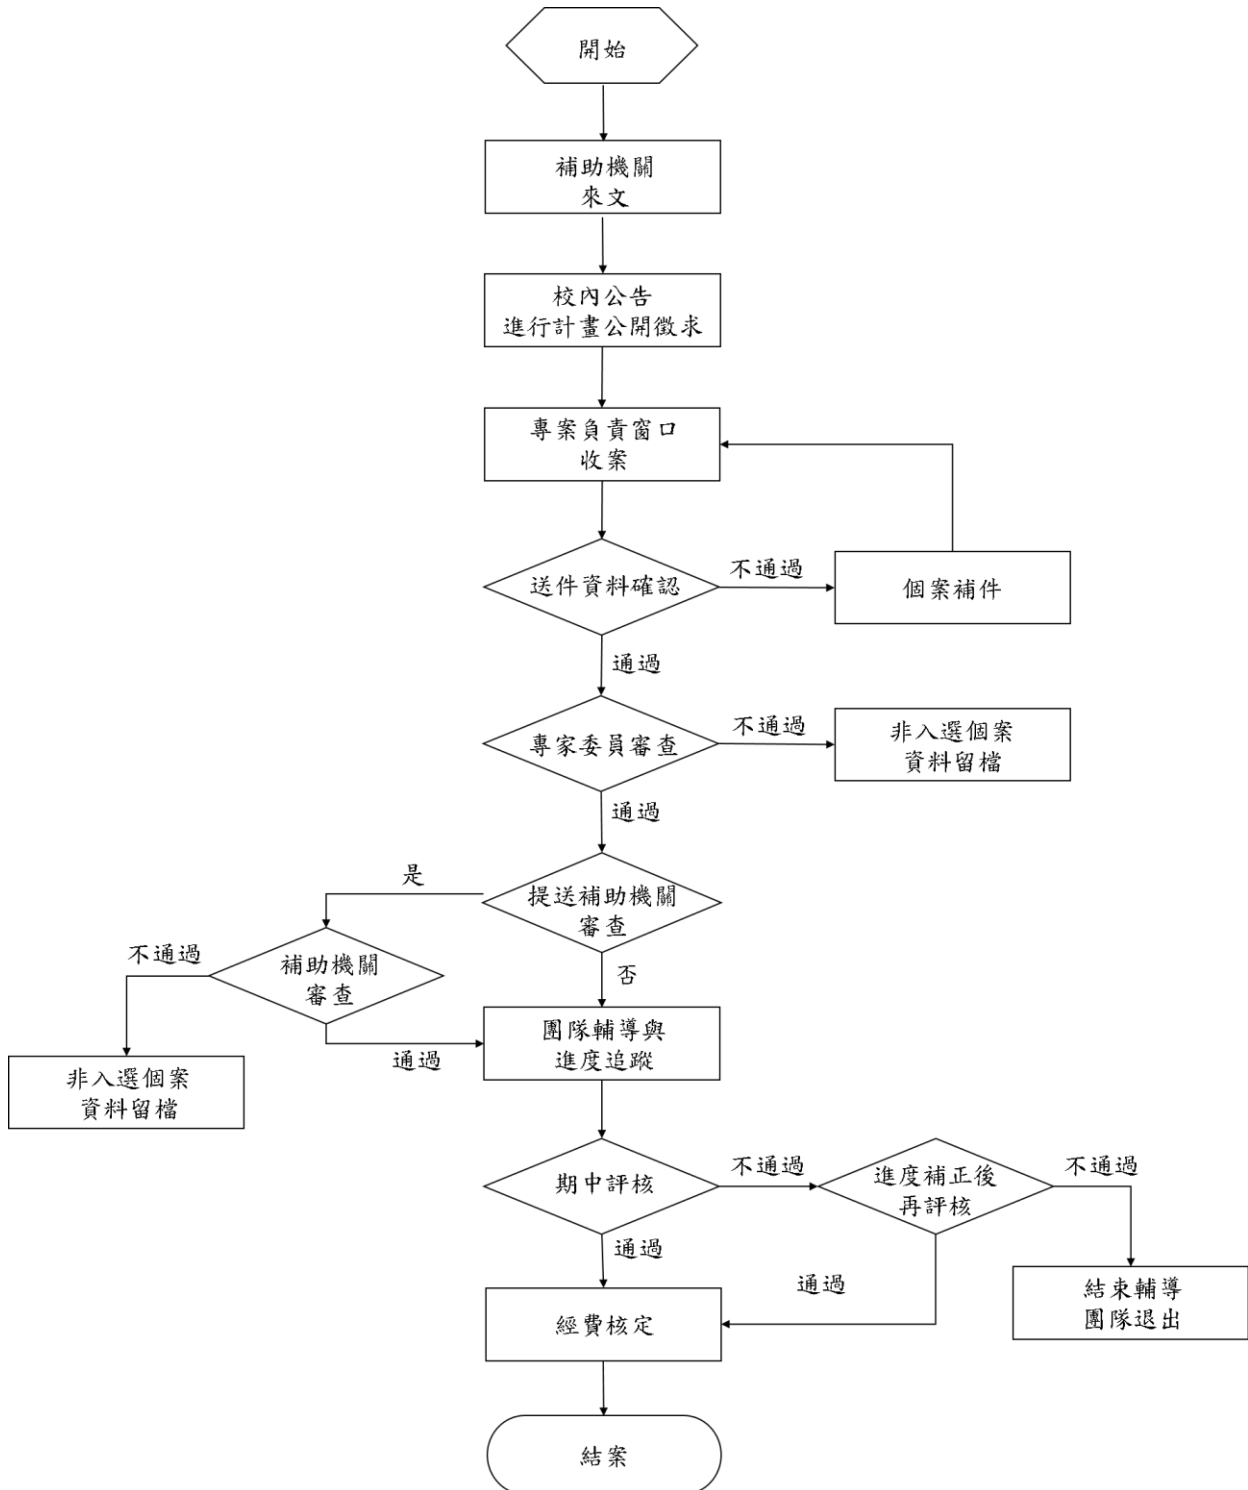 開始
補助機關
來文
校內公告
進行計畫公開徵求
專案負責窗口
收案
送件資料確認
不通過
個案補件
通過
專家委員審查
不通過
非入選個案
資料留檔
通過
提送補助機關
審查
是
否
補助機關
審查
不通過
非入選個案
資料留檔
通過
團隊輔導與
進度追蹤
期中評核
不通過
進度補正後
再評核
不通過
結束輔導
團隊退出
通過
通過
經費核定
結案